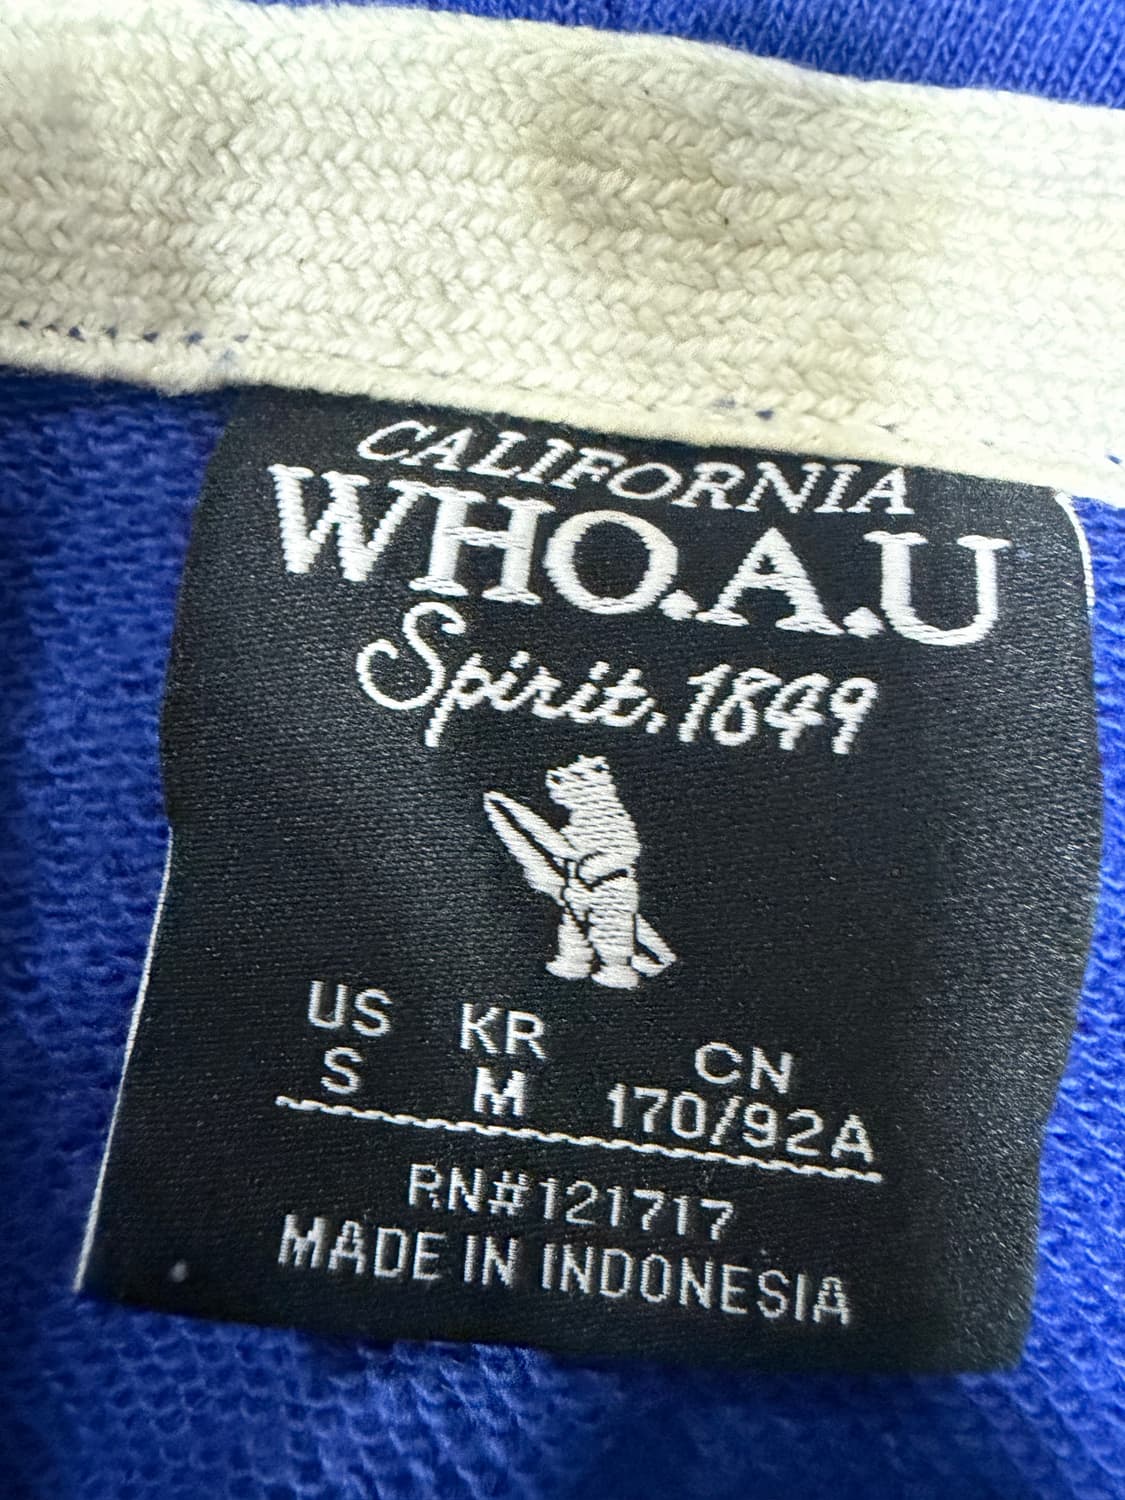 CALIFORNIA
WHO.A.U
Spirit.1849
US KR CN
S M 170/92A
RN#121717
MADE IN INDONESIA